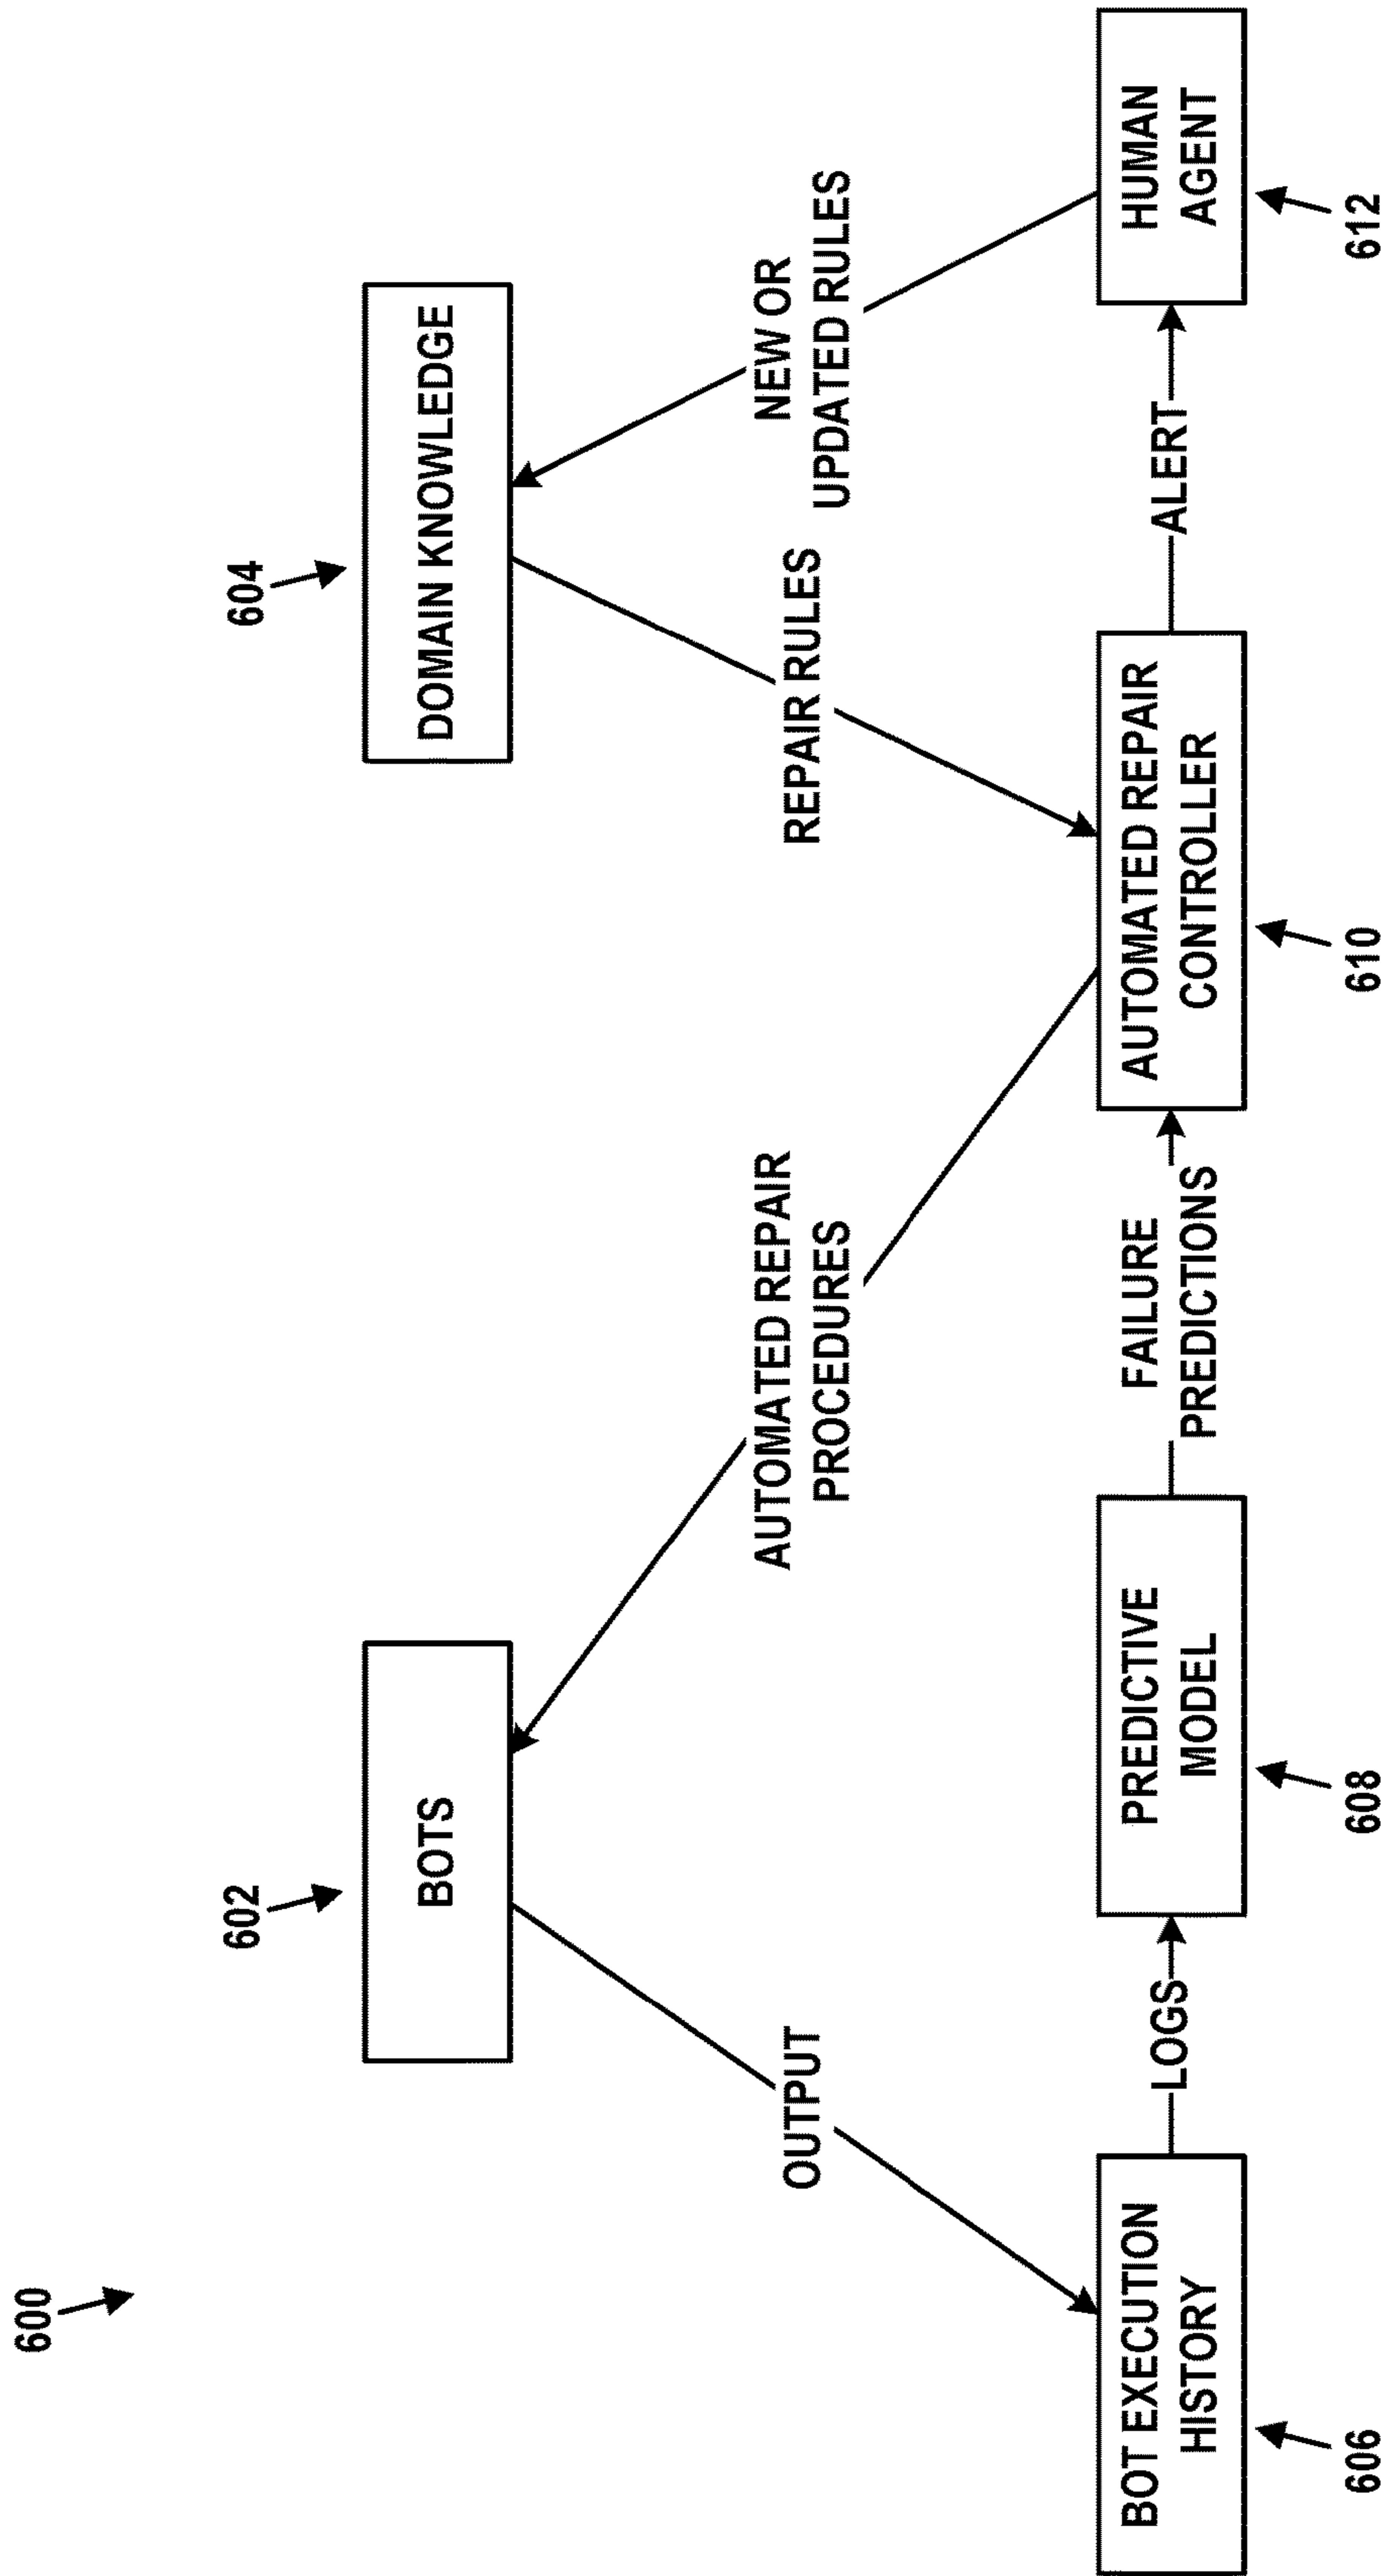 600
602
604
BOTS
DOMAIN KNOWLEDGE
OUTPUT
AUTOMATED REPAIR
PROCEDURES
REPAIR RULES
NEW OR
UPDATED RULES
BOT EXECUTION
HISTORY
LOGS
PREDICTIVE
MODEL
FAILURE
PREDICTIONS
AUTOMATED REPAIR
CONTROLLER
ALERT
HUMAN
AGENT
606
608
610
612